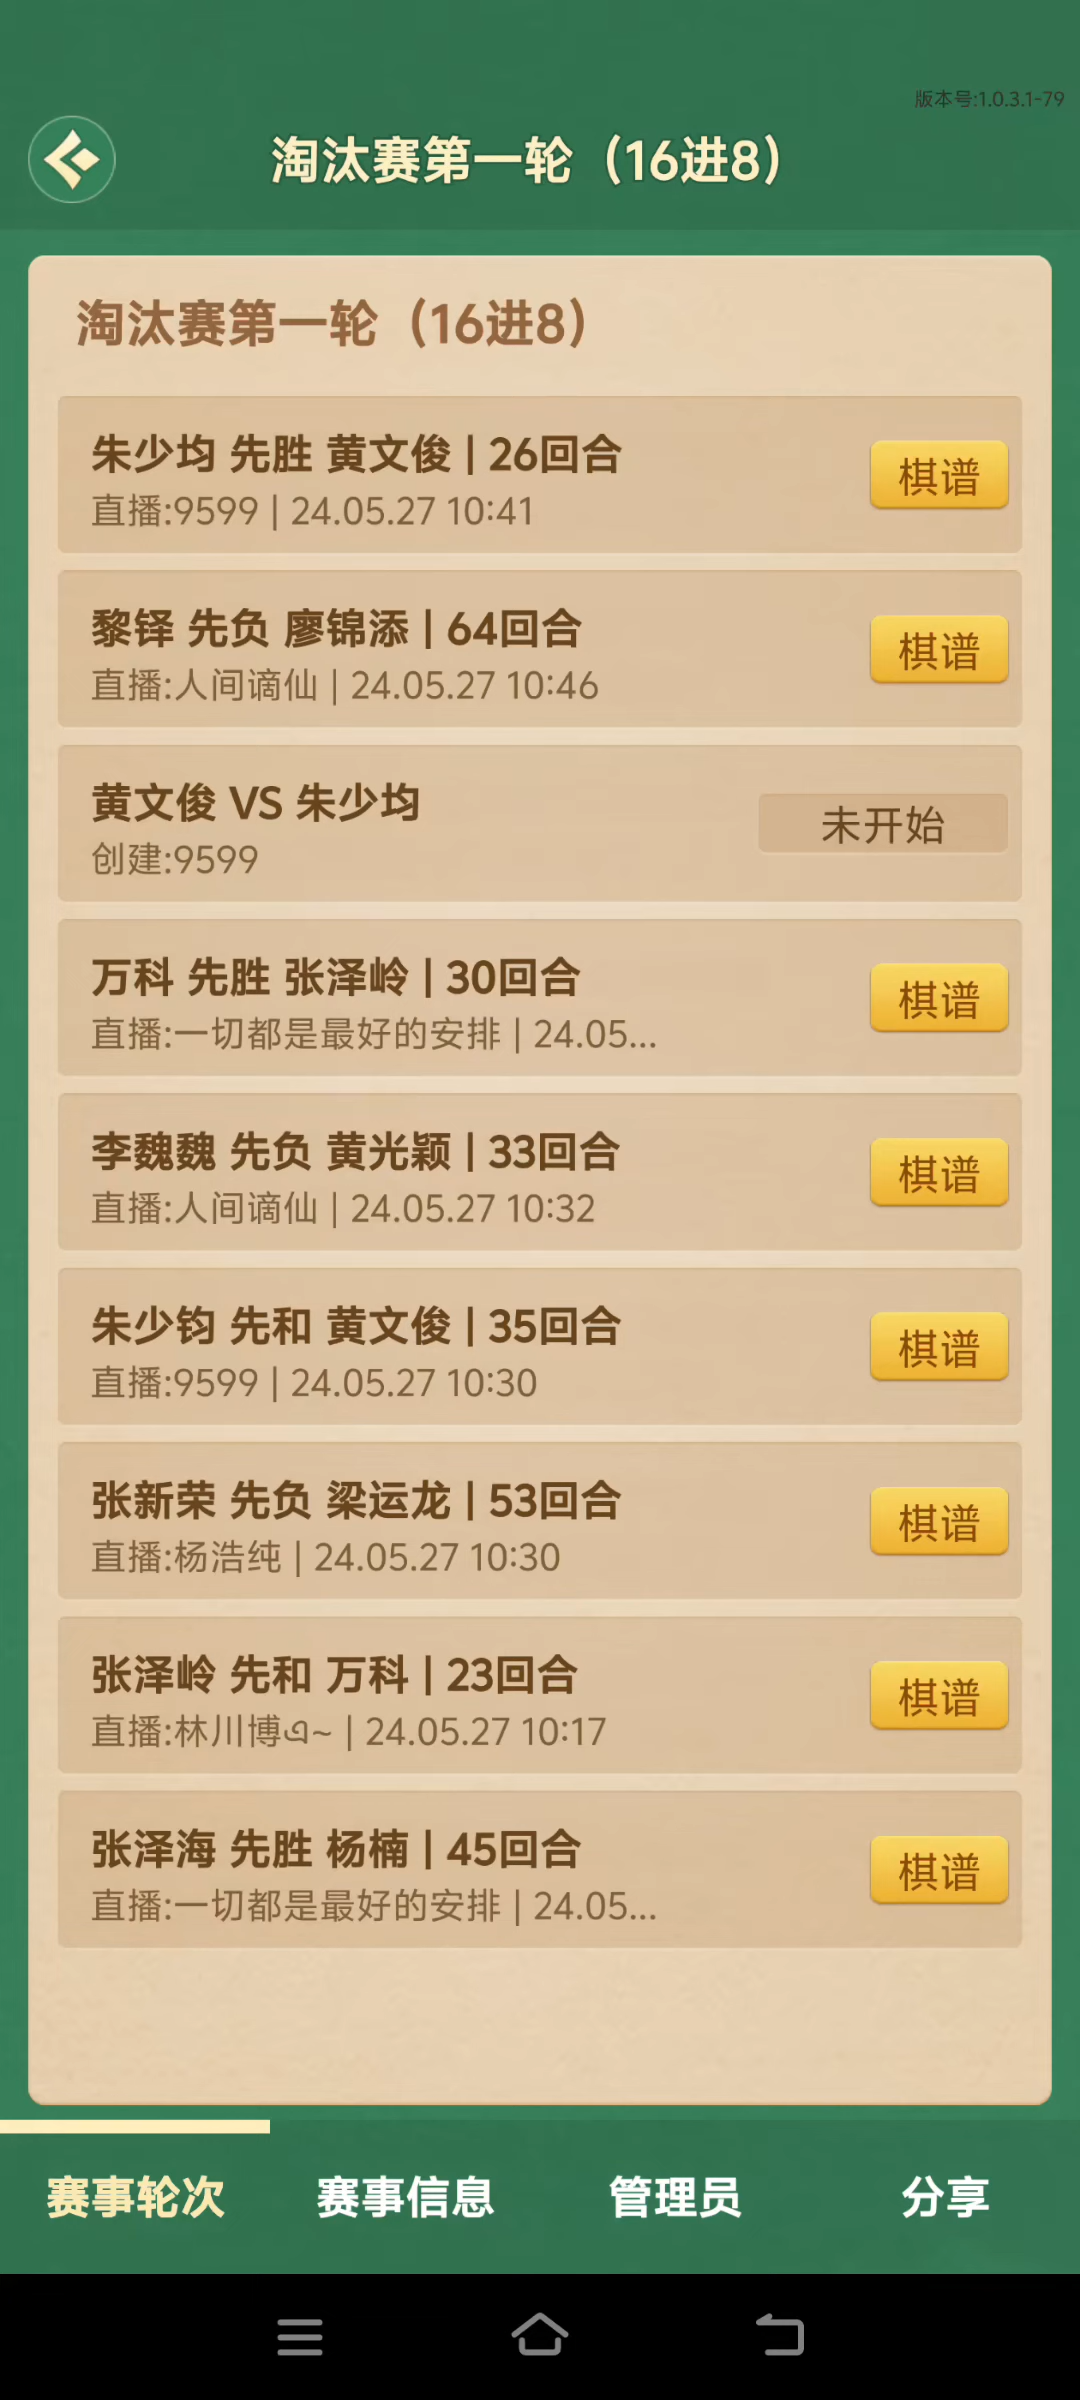 版本号:1.0.3.1-79
淘汰赛第一轮（16进8）
淘汰赛第一轮（16进8）
朱少均 先胜 黄文俊 | 26回合
棋谱
直播:9599 | 24.05.27 10:41
黎铎 先负 廖锦添 | 64回合
棋谱
直播:人间谪仙 | 24.05.27 10:46
黄文俊 VS 朱少均
未开始
创建:9599
万科 先胜 张泽岭 | 30回合
棋谱
直播:一切都是最好的安排 | 24.05...
李魏魏 先负 黄光颖 | 33回合
棋谱
直播:人间谪仙 | 24.05.27 10:32
朱少钧 先和 黄文俊 | 35回合
棋谱
直播:9599 | 24.05.27 10:30
张新荣 先负 梁运龙 | 53回合
棋谱
直播:杨浩纯 | 24.05.27 10:30
张泽岭 先和 万科 | 23回合
棋谱
直播:林川博এ~ | 24.05.27 10:17
张泽海 先胜 杨楠 | 45回合
棋谱
直播:一切都是最好的安排 | 24.05...
赛事轮次 赛事信息 管理员 分享